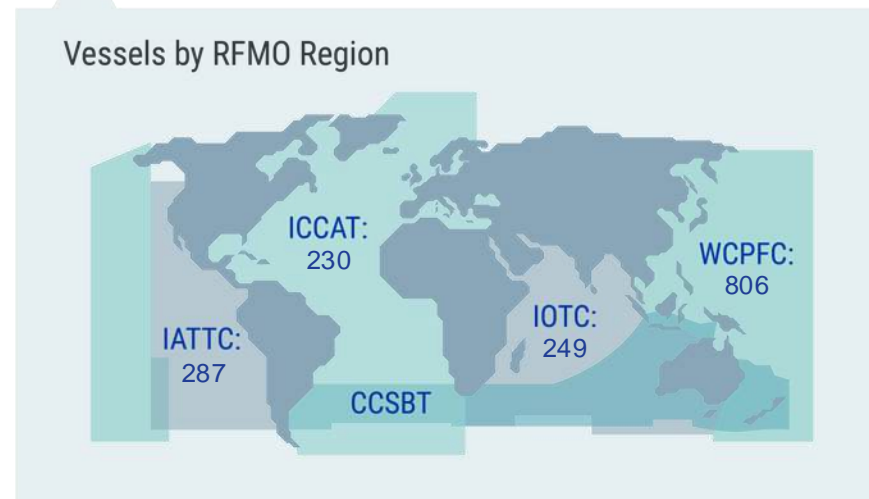 Vessels by RFMO Region
ICCAT:
230
WCPFC:
806
IOTC:
249
IATTC:
287
CCSBT